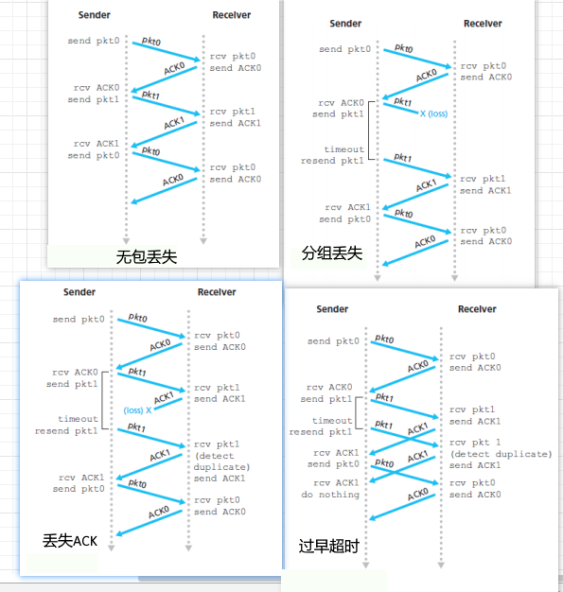 Sender Receiver
send pkt0
pkt0
rcv pkt0
send ACK0
ACK0
rcv ACK0
send pkt1
pkt1
rcv pkt1
send ACK1
ACK1
rcv ACK1
send pkt0
pkt0
rcv pkt0
send ACK0
ACK0
无包丢失
Sender Receiver
send pkt0
pkt0
rcv pkt0
send ACK0
ACK0
rcv ACK0
send pkt1
pkt1
X (loss)
timeout
resend pkt1
pkt1
rcv pkt1
send ACK1
ACK1
rcv ACK1
send pkt0
pkt0
rcv pkt0
send ACK0
ACK0
分组丢失
Sender Receiver
send pkt0
pkt0
rcv pkt0
send ACK0
ACK0
rcv ACK0
send pkt1
pkt1
rcv pkt1
send ACK1
ACK1
(loss) X
timeout
resend pkt1
pkt1
rcv pkt1
(detect
duplicate)
send ACK1
ACK1
rcv ACK1
send pkt0
pkt0
rcv pkt0
send ACK0
ACK0
丢失ACK
Sender Receiver
send pkt0
pkt0
rcv pkt0
send ACK0
ACK0
rcv ACK0
send pkt1
pkt1
rcv pkt1
send ACK1
ACK1
timeout
resend pkt1
pkt1
rcv pkt 1
(detect duplicate)
send ACK1
ACK1
rcv ACK1
send pkt0
pkt0
rcv ACK1
do nothing
rcv pkt0
send ACK0
ACK0
过早超时